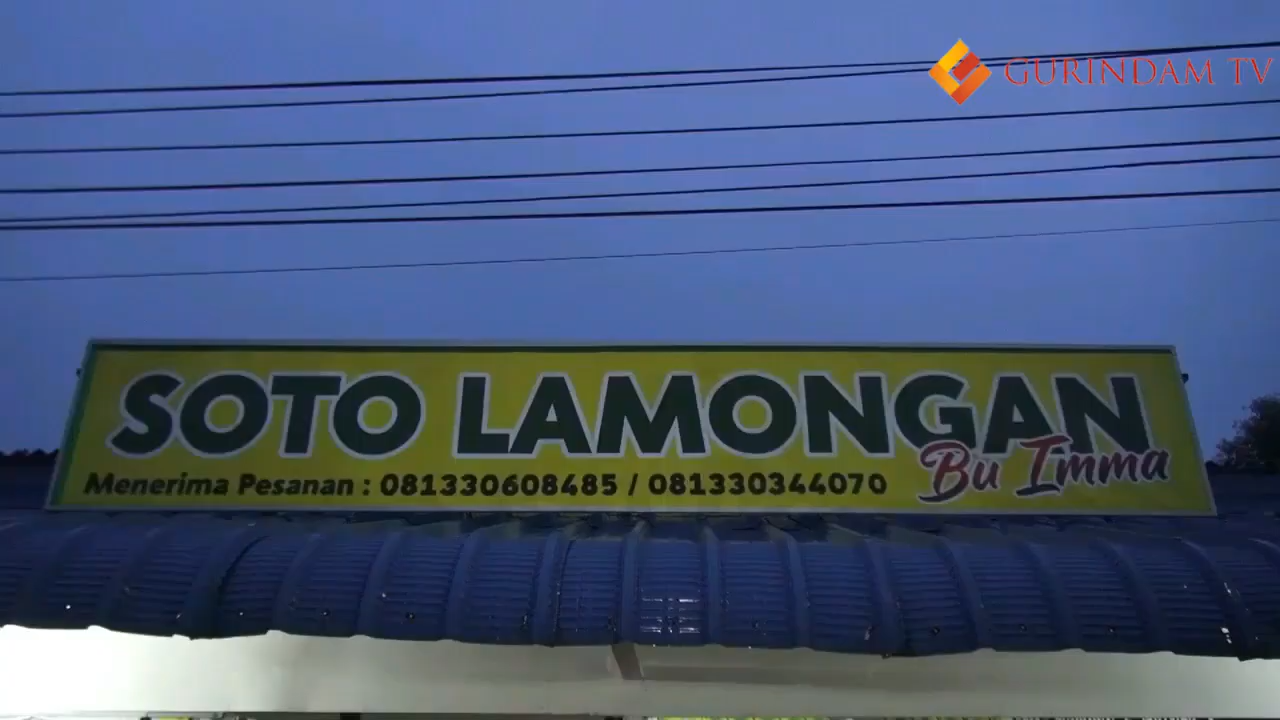 GURINDAM TV
SOTO LAMONGAN
Bu Imma
Menerima Pesanan : 081330608485 / 081330344070